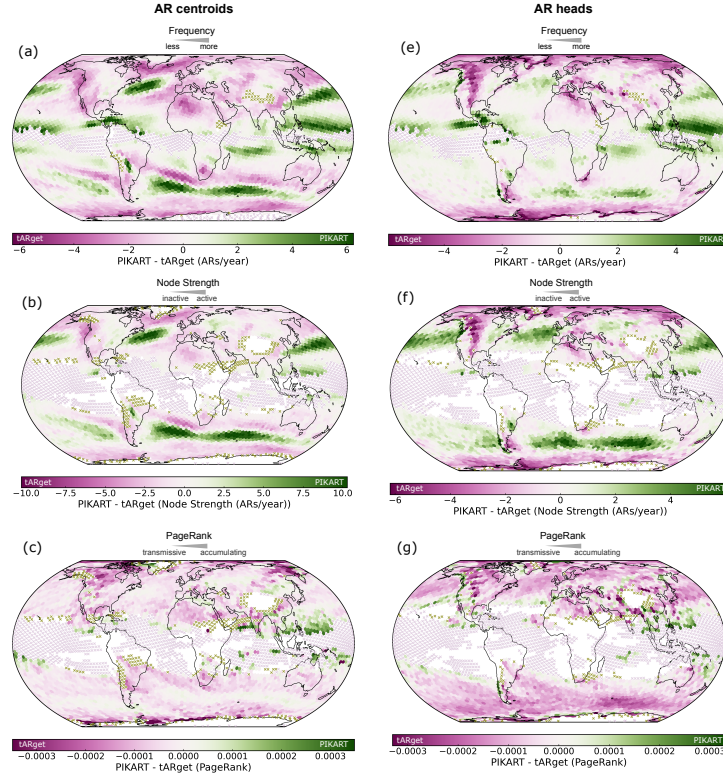 AR centroids
AR heads
Frequency
less more
(a)
Frequency
less more
(e)
tARget PIKART
−6 −4 −2 0 2 4 6
PIKART - tARget (ARs/year)
tARget PIKART
−6 −4 −2 0 2 4
PIKART - tARget (ARs/year)
Node Strength
inactive active
(b)
Node Strength
inactive active
(f)
tARget PIKART
−10.0 −7.5 −5.0 −2.5 0.0 2.5 5.0 7.5 10.0
PIKART - tARget (Node Strength (ARs/year))
tARget PIKART
−6 −4 −2 0 2 4
PIKART - tARget (Node Strength (ARs/year))
PageRank
transmissive accumulating
(c)
PageRank
transmissive accumulating
(g)
tARget PIKART
−0.0003 −0.0002 −0.0001 0.0000 0.0001 0.0002 0.0003
PIKART - tARget (PageRank)
tARget PIKART
−0.0003 −0.0002 −0.0001 0.0000 0.0001 0.0002 0.0003
PIKART - tARget (PageRank)